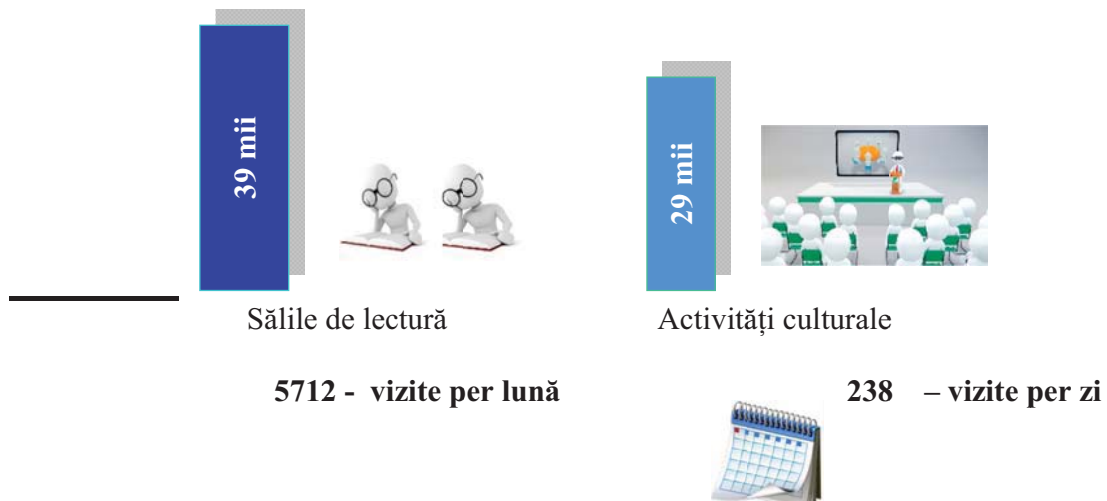 39 mii
29 mii
Sălile de lectură
Activități culturale
5712 - vizite per lună
238 – vizite per zi